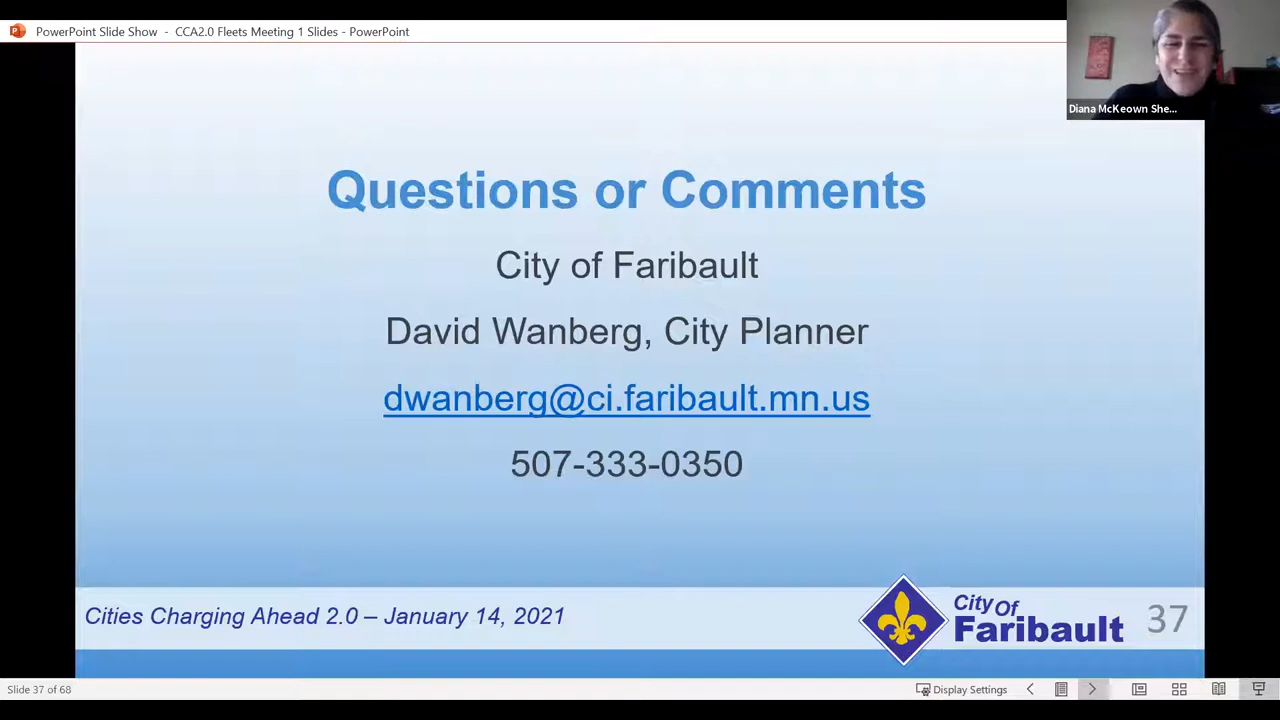 PowerPoint Slide Show - CCA2.0 Fleets Meeting 1 Slides - PowerPoint
Diana McKeown She...
Questions or Comments
City of Faribault
David Wanberg, City Planner
dwanberg@ci.faribault.mn.us
507-333-0350
Cities Charging Ahead 2.0 – January 14, 2021
City Of
Faribault
37
Slide 37 of 68
Display Settings